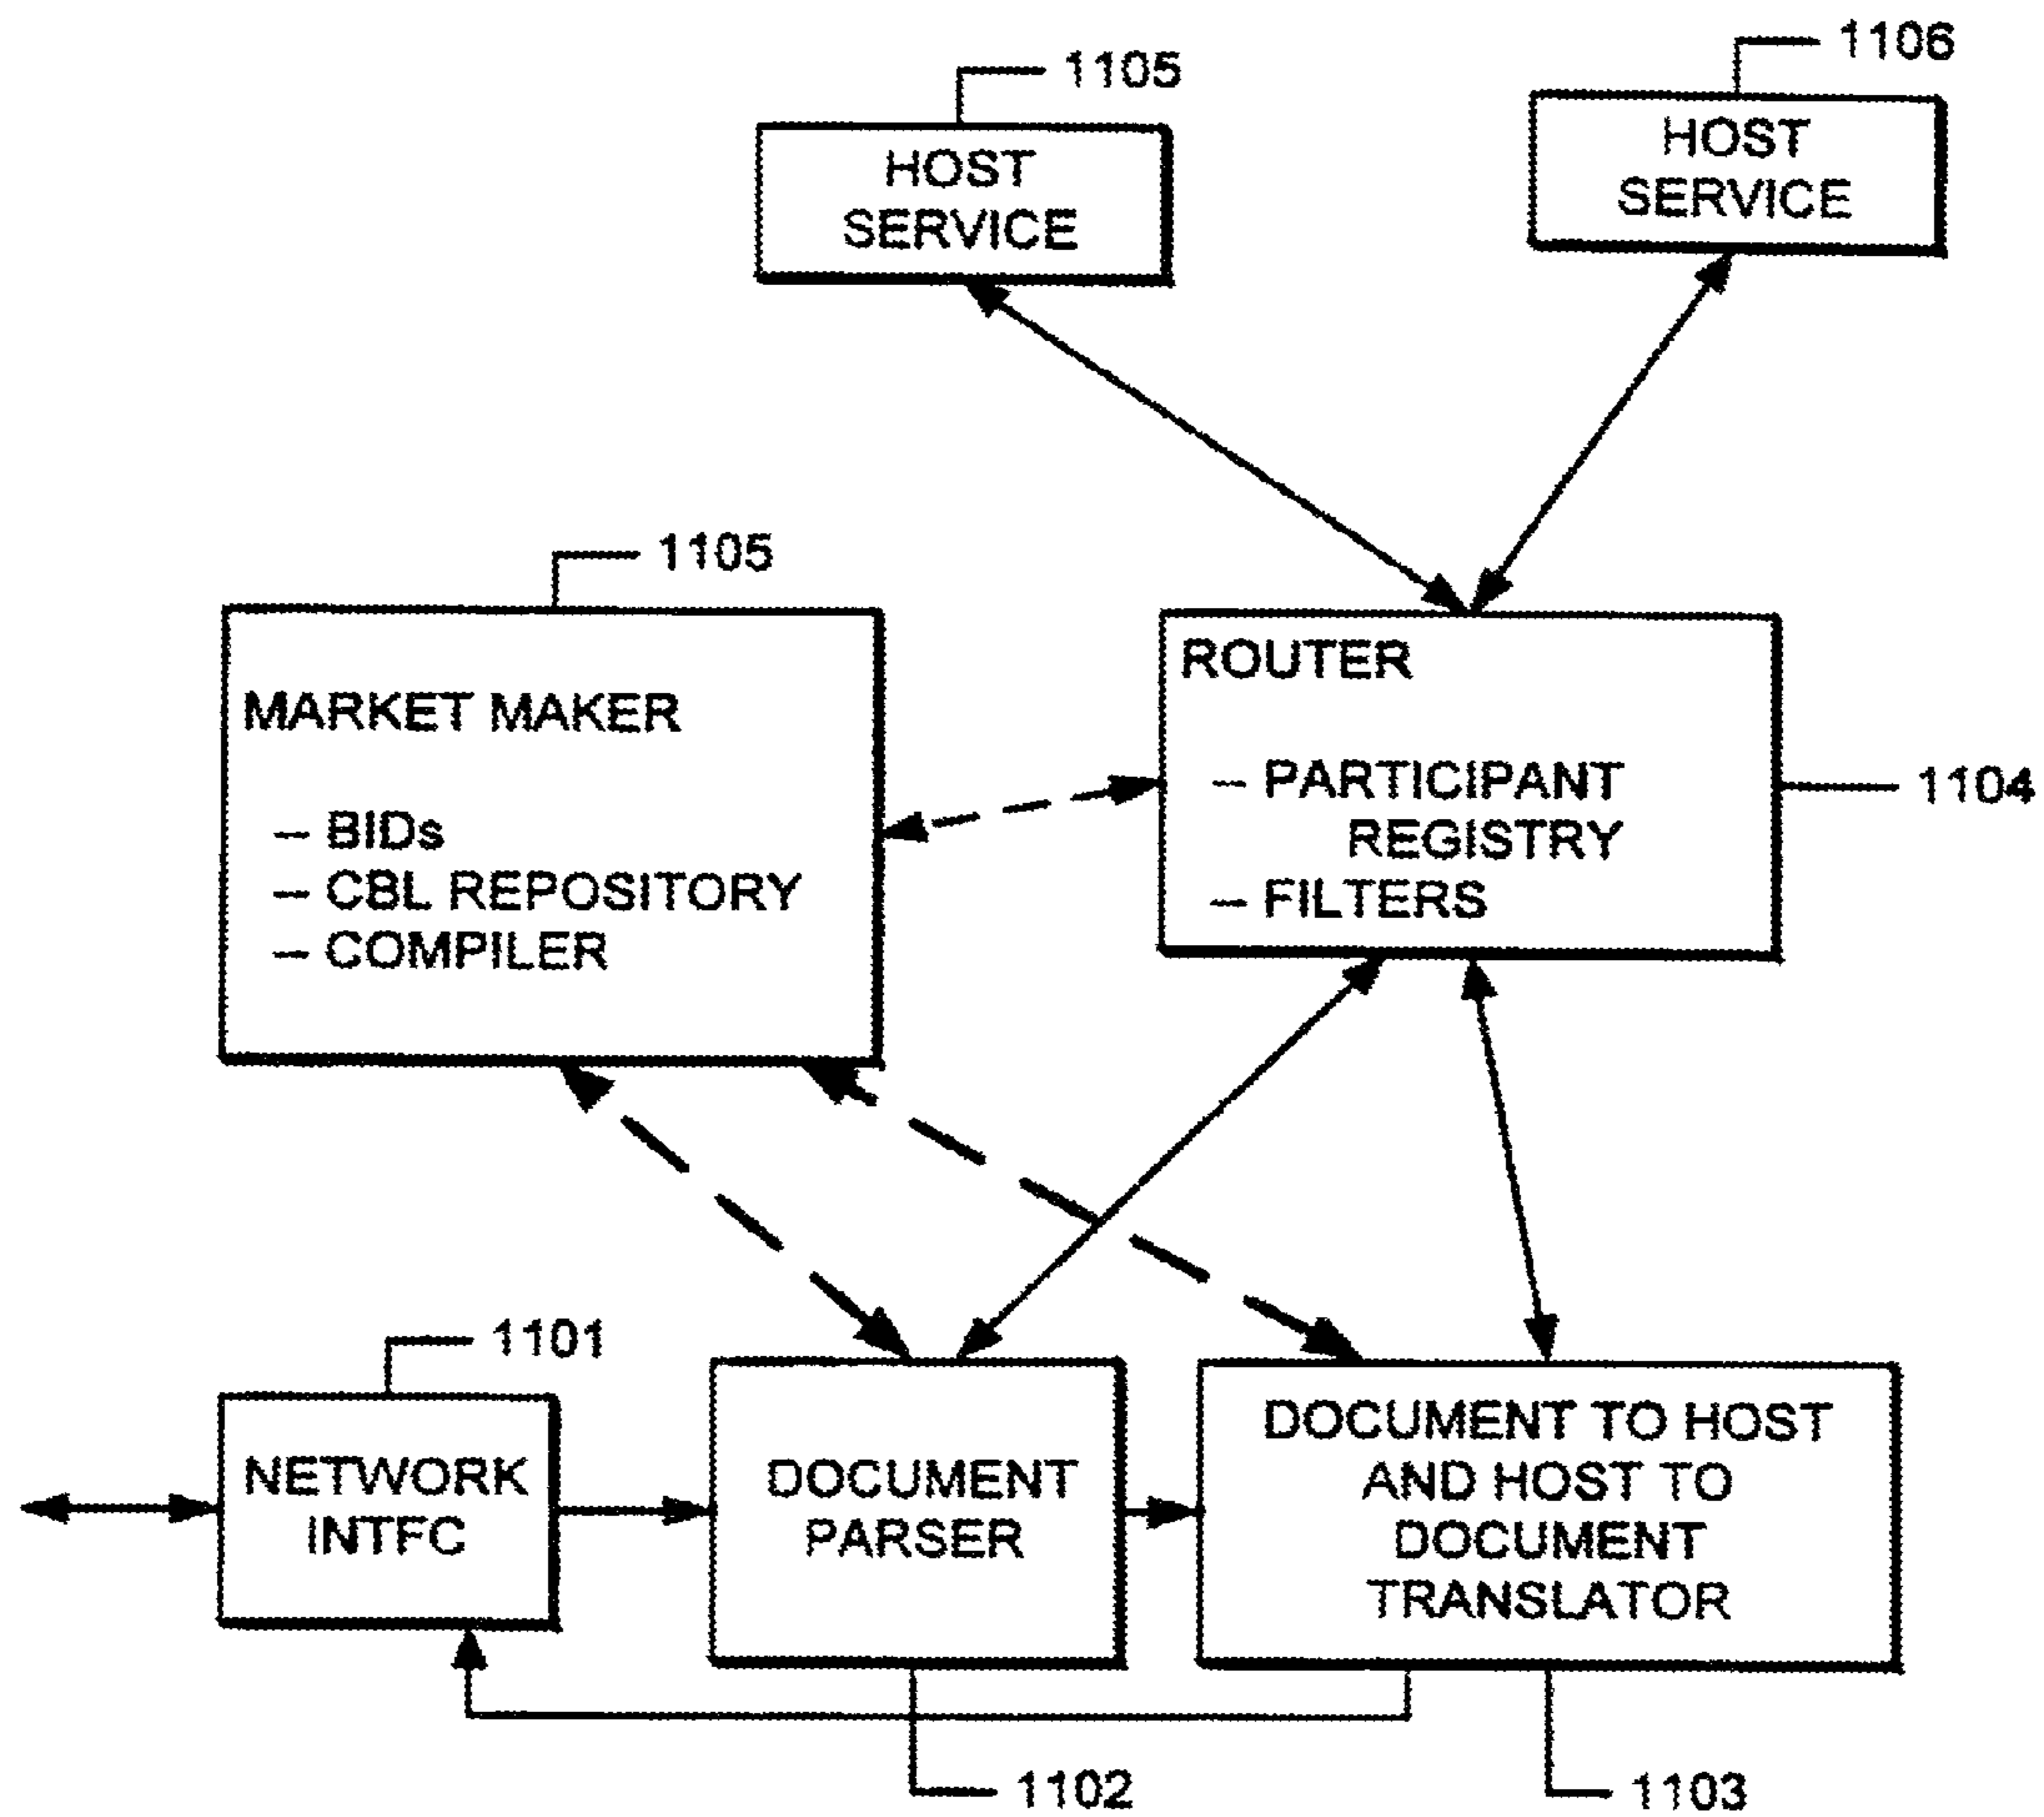 1106
1105
HOST
SERVICE
HOST
SERVICE
1105
MARKET MAKER
– BIDs
– CBL REPOSITORY
– COMPILER
ROUTER
– PARTICIPANT
REGISTRY
– FILTERS
1104
1101
NETWORK
INTFC
DOCUMENT
PARSER
DOCUMENT TO HOST
AND HOST TO
DOCUMENT
TRANSLATOR
1102
1103